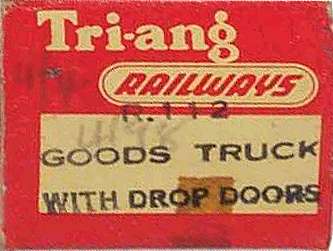 Tri-ang
RAILWAYS
R.112
GOODS TRUCK
WITH DROP DOORS